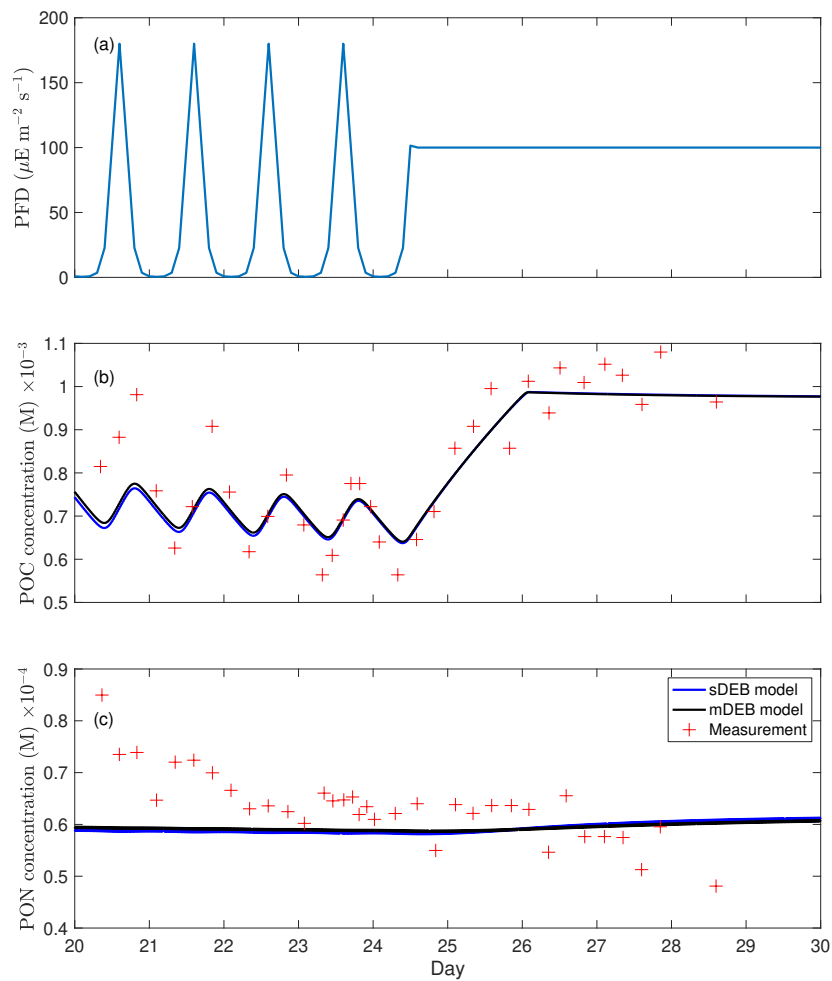 200
150
100
50
0
PFD (μE m⁻² s⁻¹)
(a)
1.1
1
0.9
0.8
0.7
0.6
0.5
POC concentration (M) ×10⁻³
(b)
0.9
0.8
0.7
0.6
0.5
0.4
PON concentration (M) ×10⁻⁴
(c)
sDEB model
mDEB model
Measurement
20 21 22 23 24 25 26 27 28 29 30
Day